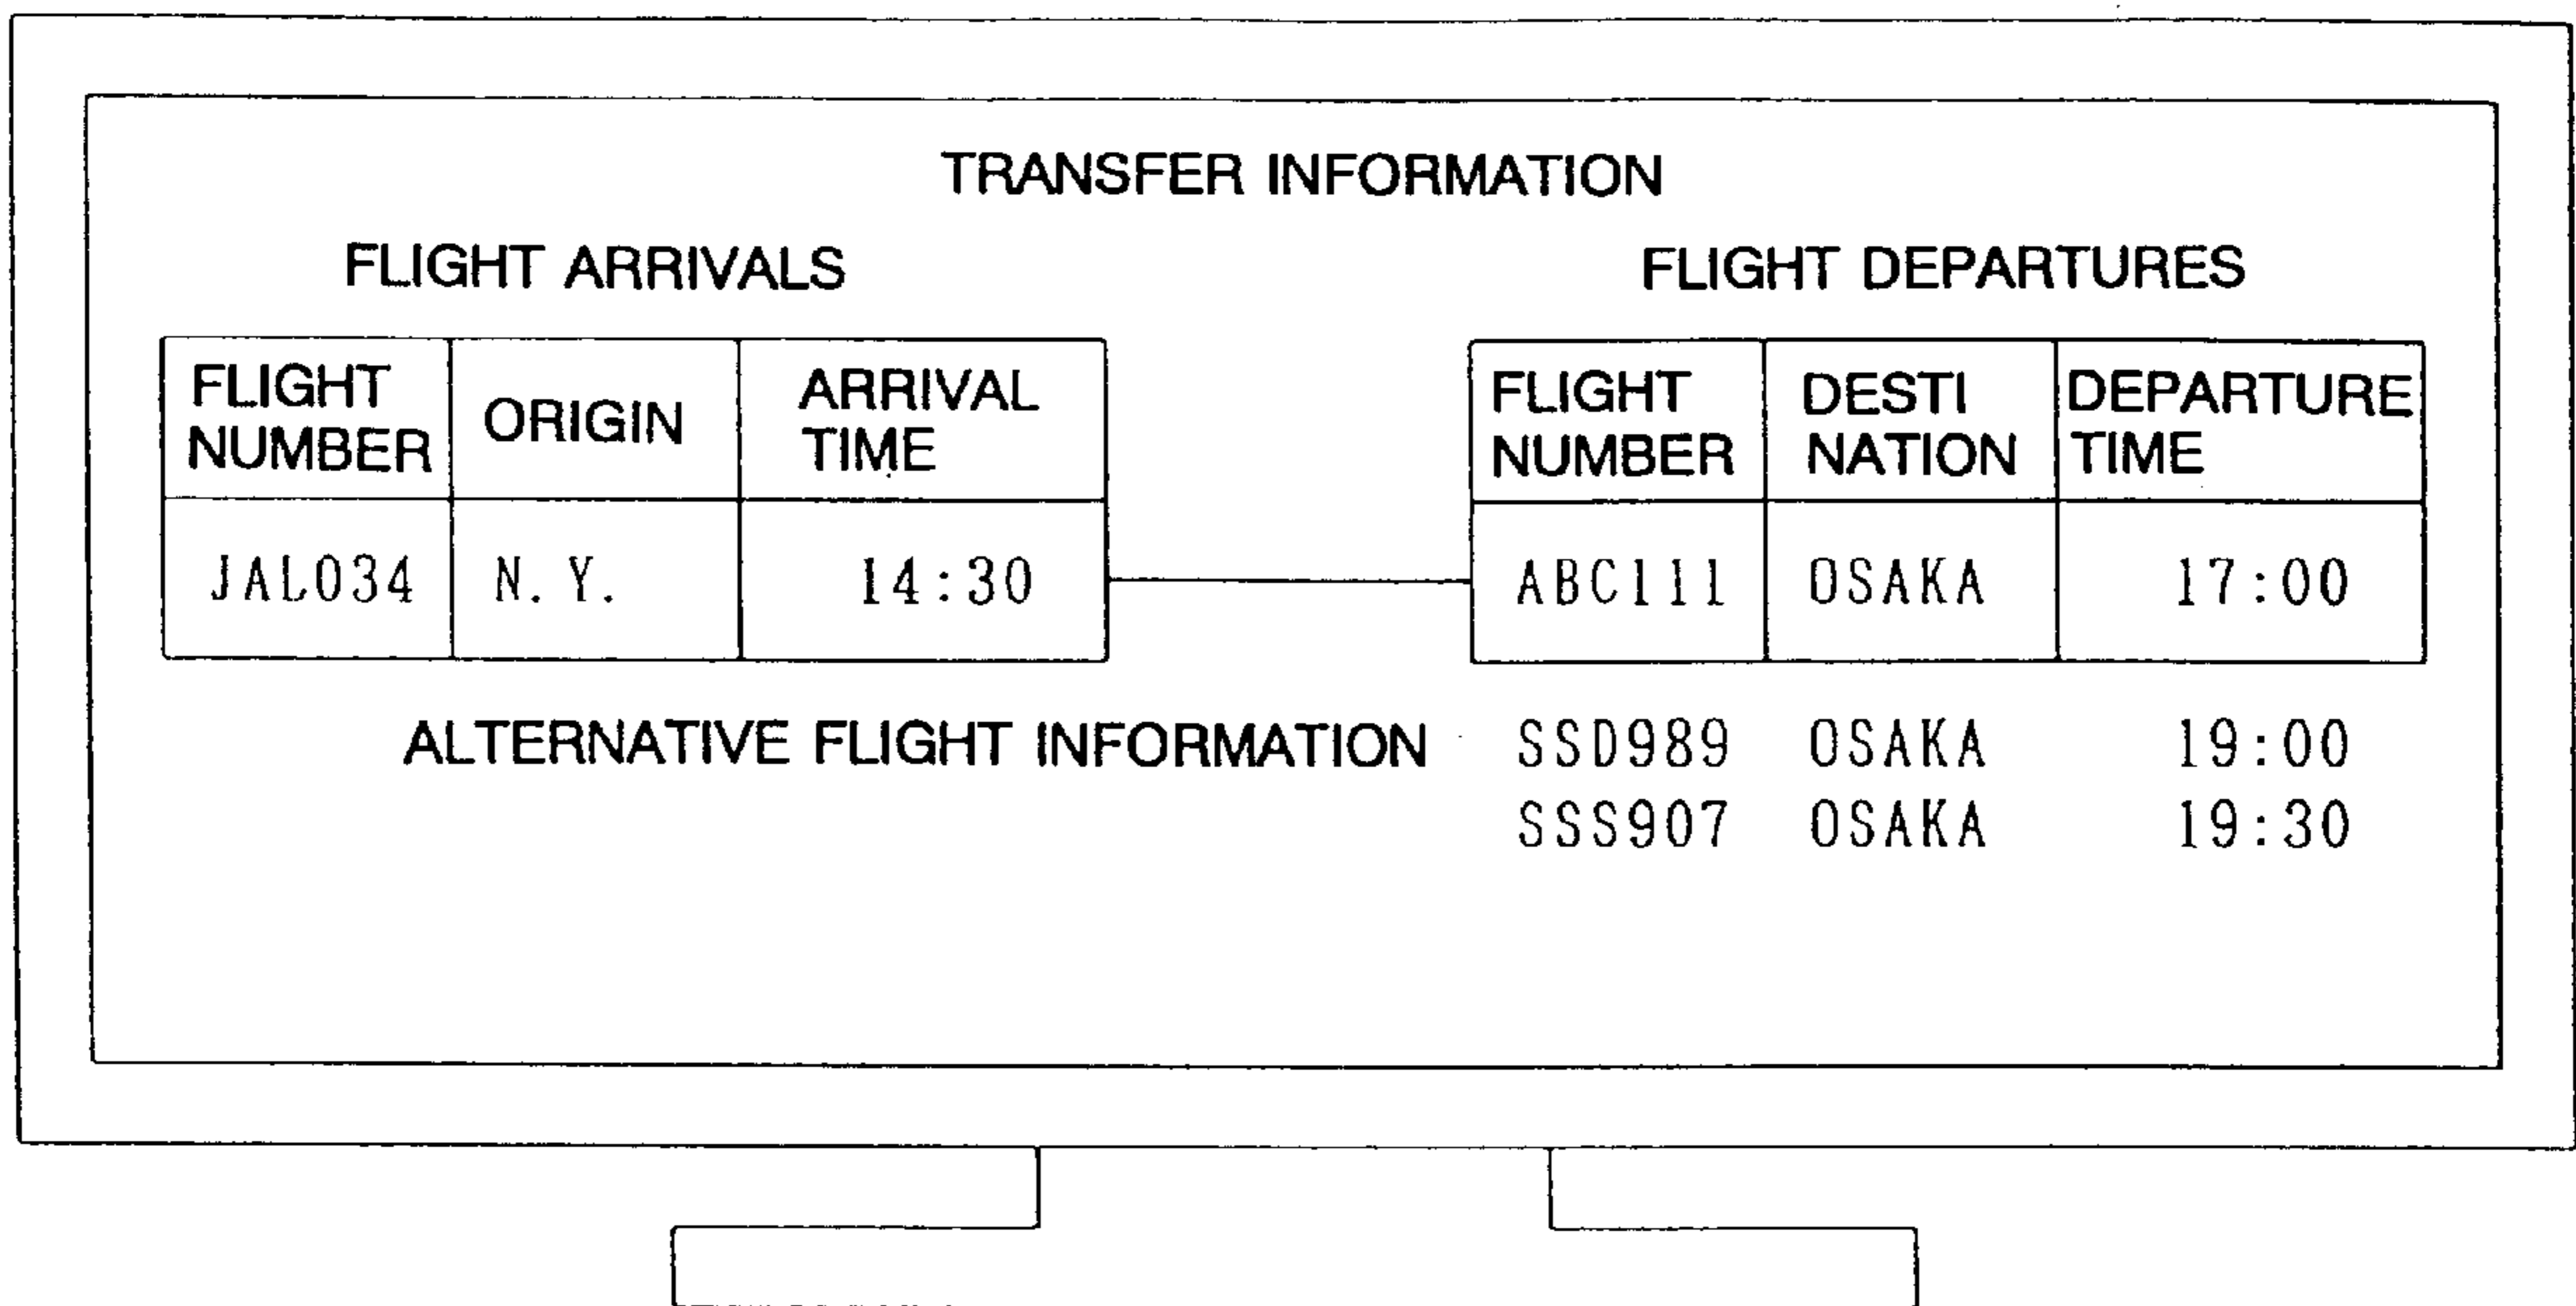 TRANSFER INFORMATION
FLIGHT ARRIVALS FLIGHT DEPARTURES
FLIGHT NUMBER ORIGIN ARRIVAL TIME FLIGHT NUMBER DESTI NATION DEPARTURE TIME
JAL034 N.Y. 14:30 ABC111 OSAKA 17:00
ALTERNATIVE FLIGHT INFORMATION SSD989 OSAKA 19:00
SSS907 OSAKA 19:30